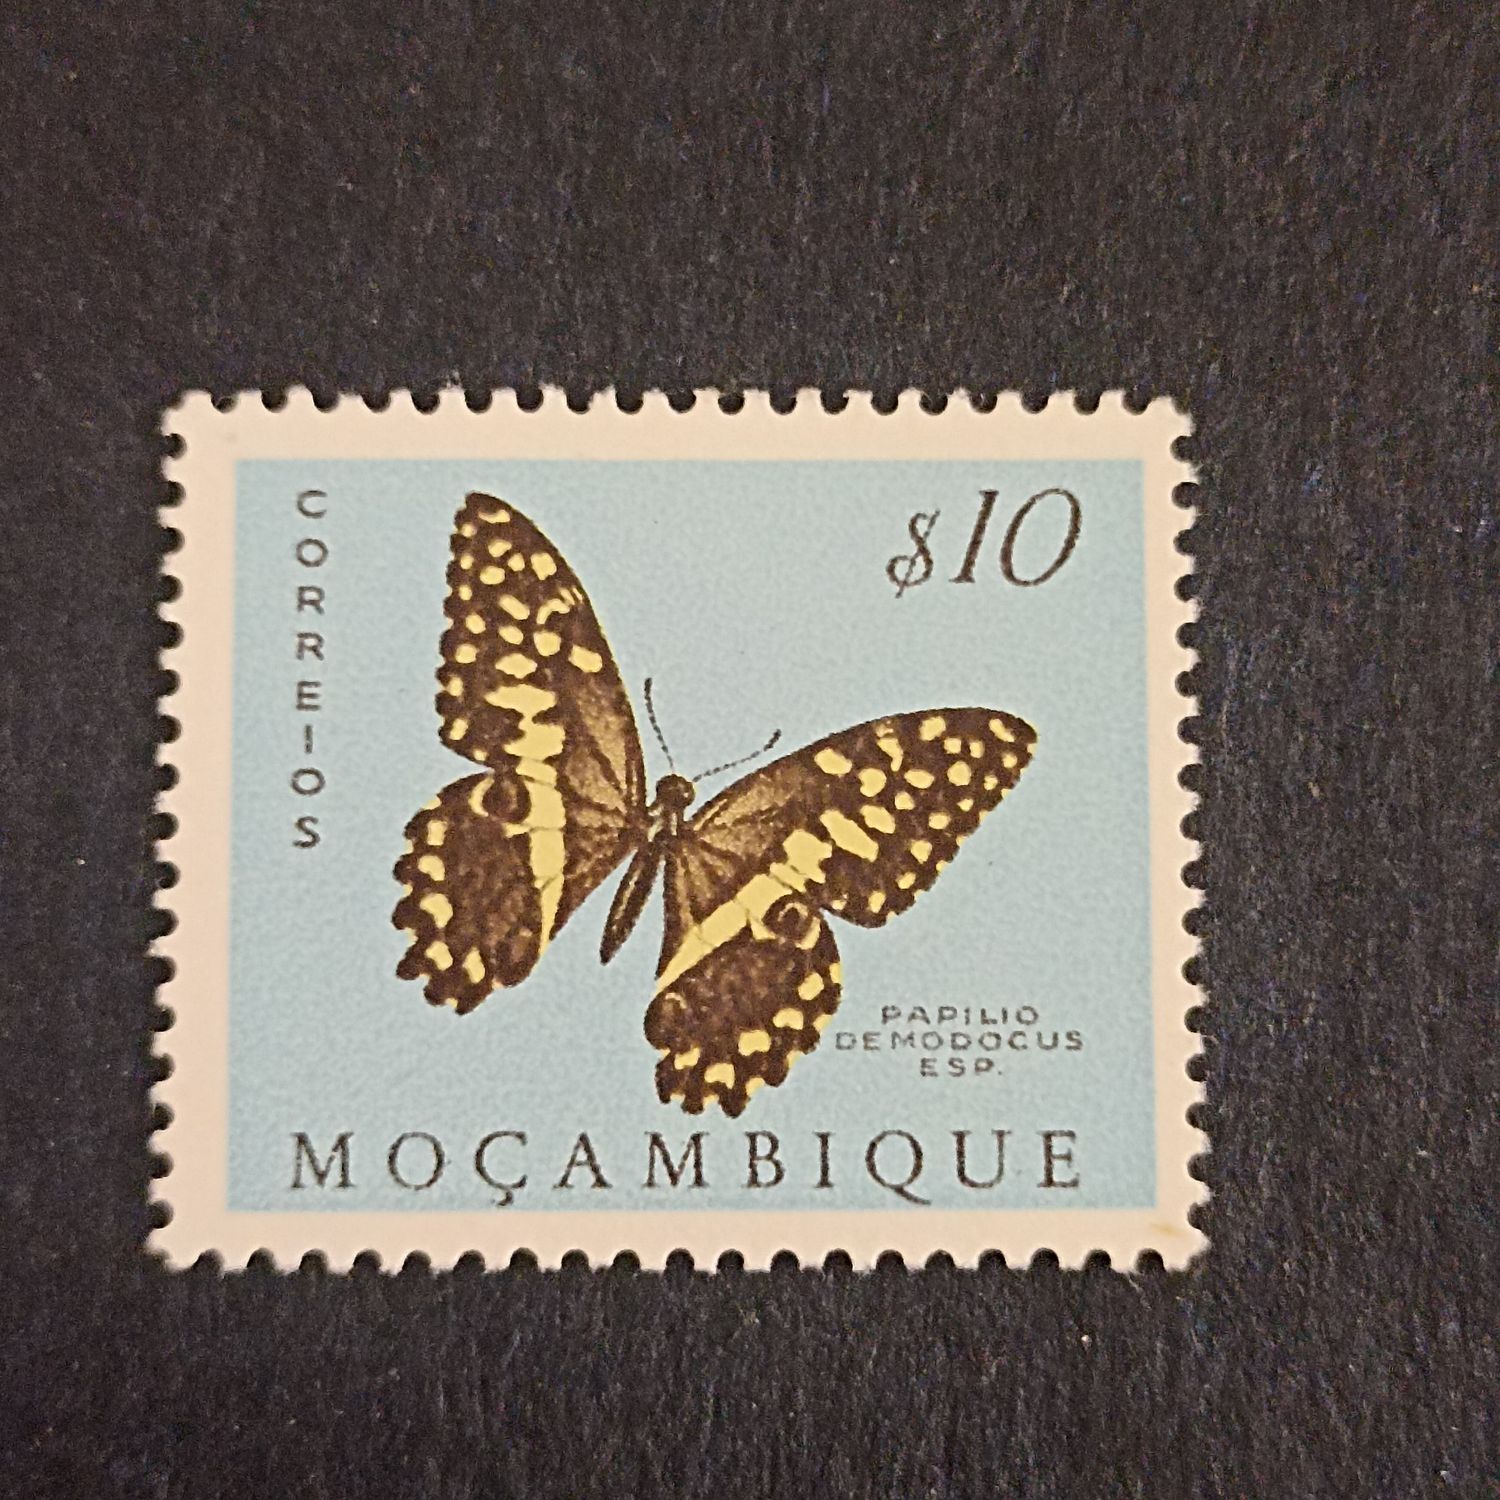 CORREIOS
$10
PAPILIO
DEMODOCUS
ESP.
MOÇAMBIQUE